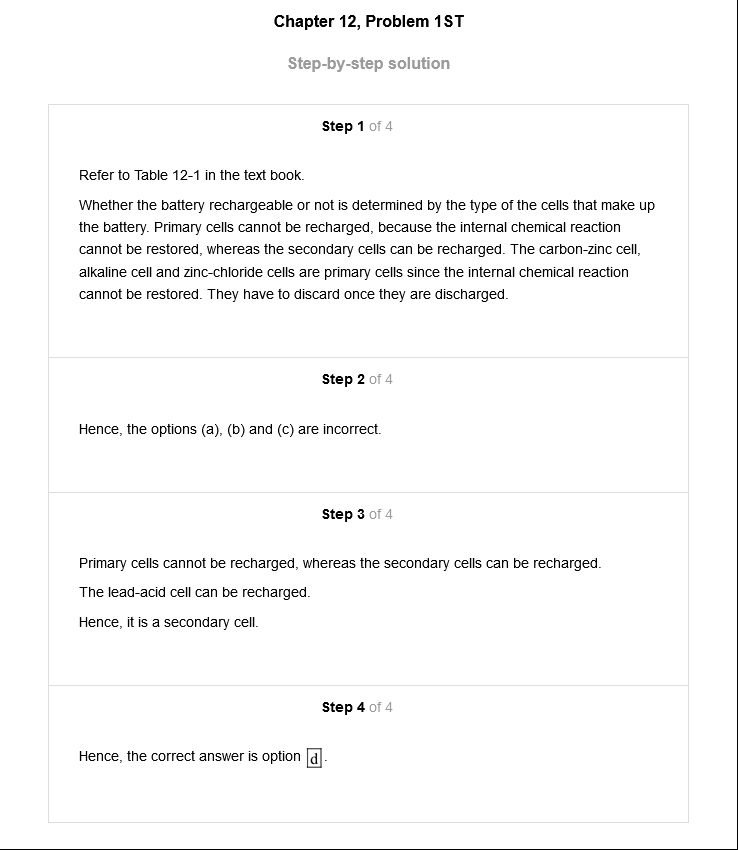 Chapter 12, Problem 1ST
Step-by-step solution
Step 1 of 4
Refer to Table 12-1 in the text book.
Whether the battery rechargeable or not is determined by the type of the cells that make up
the battery. Primary cells cannot be recharged, because the internal chemical reaction
cannot be restored, whereas the secondary cells can be recharged. The carbon-zinc cell,
alkaline cell and zinc-chloride cells are primary cells since the internal chemical reaction
cannot be restored. They have to discard once they are discharged.
Step 2 of 4
Hence, the options (a), (b) and (c) are incorrect.
Step 3 of 4
Primary cells cannot be recharged, whereas the secondary cells can be recharged.
The lead-acid cell can be recharged.
Hence, it is a secondary cell.
Step 4 of 4
Hence, the correct answer is option d.